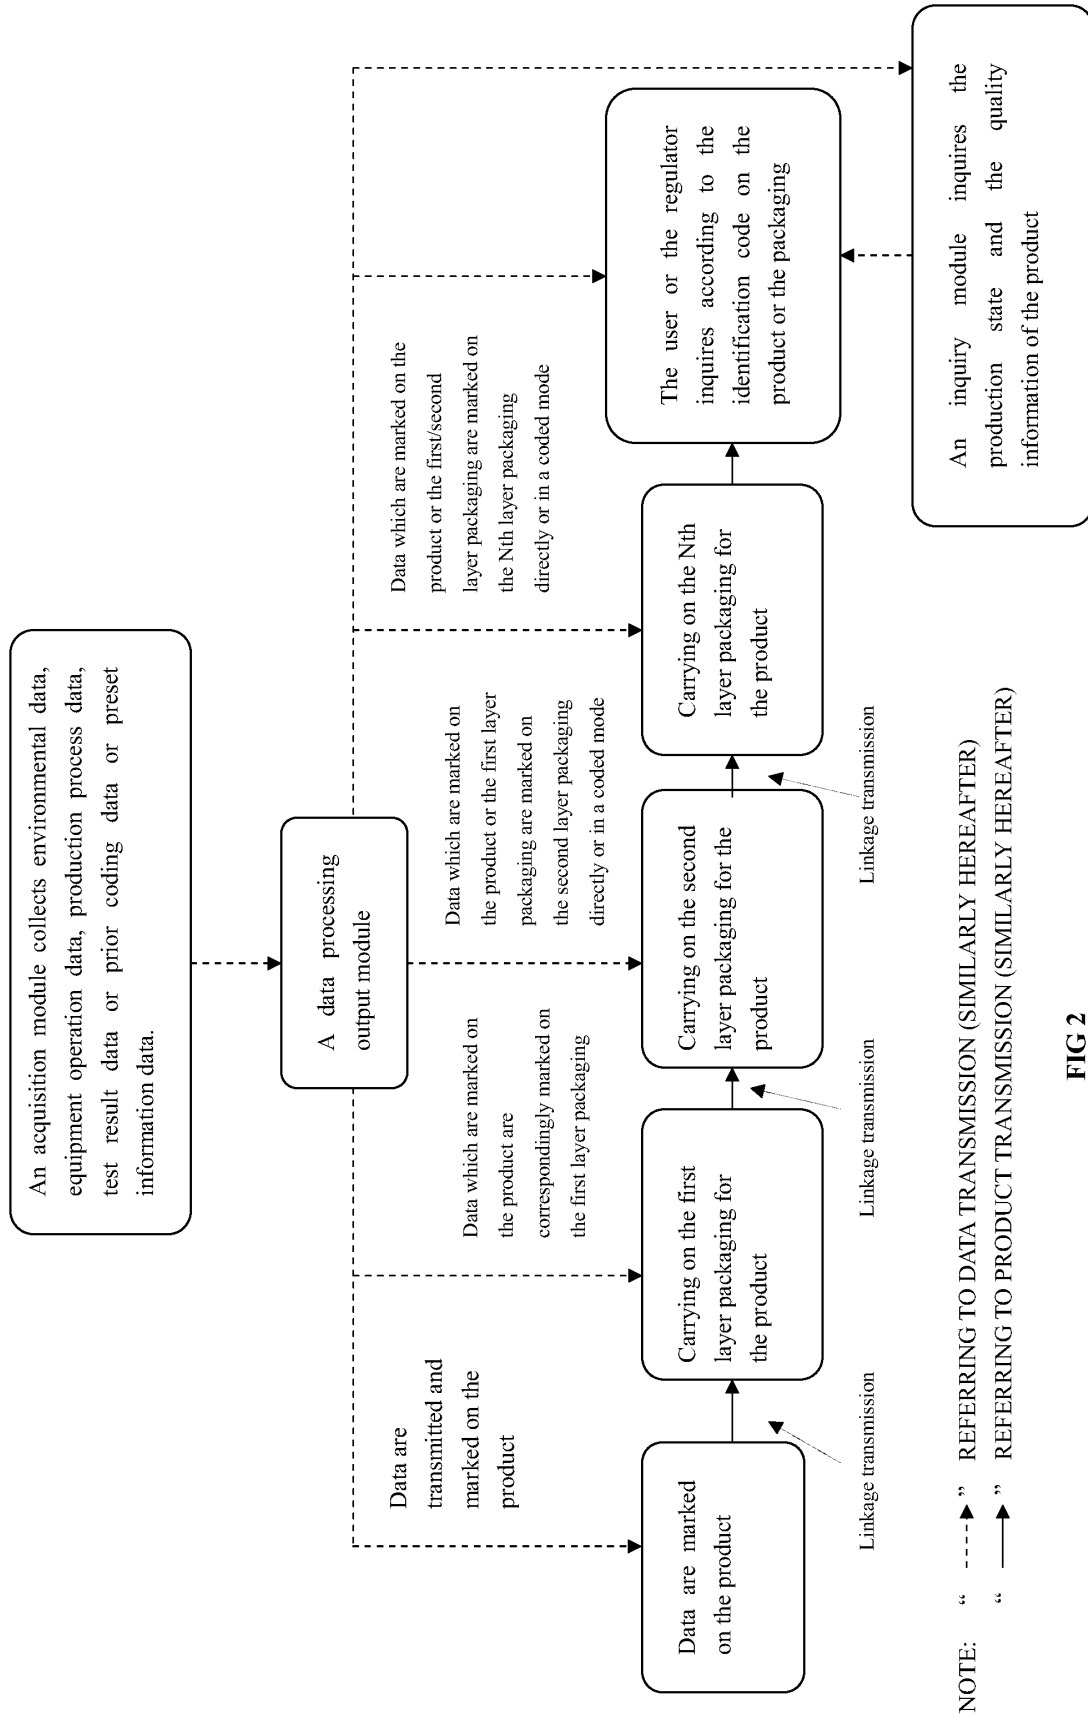 An acquisition module collects environmental data,
equipment operation data, production process data,
test result data or prior coding data or preset
information data.
A data processing
output module
Data are
transmitted and
marked on the
product
Data which are marked on
the product are
correspondingly marked on
the first layer packaging
Data which are marked on
the product or the first layer
packaging are marked on
the second layer packaging
directly or in a coded mode
Data which are marked on the
product or the first/second
layer packaging are marked on
the Nth layer packaging
directly or in a coded mode
Data are marked
on the product
Carrying on the first
layer packaging for
the product
Carrying on the second
layer packaging for the
product
Carrying on the Nth
layer packaging for
the product
The user or the regulator
inquires according to the
identification code on the
product or the packaging
Linkage transmission
Linkage transmission
Linkage transmission
An inquiry module inquires the
production state and the quality
information of the product
NOTE: “ ” REFERRING TO DATA TRANSMISSION (SIMILARLY HEREAFTER)
“ ” REFERRING TO PRODUCT TRANSMISSION (SIMILARLY HEREAFTER)
FIG 2